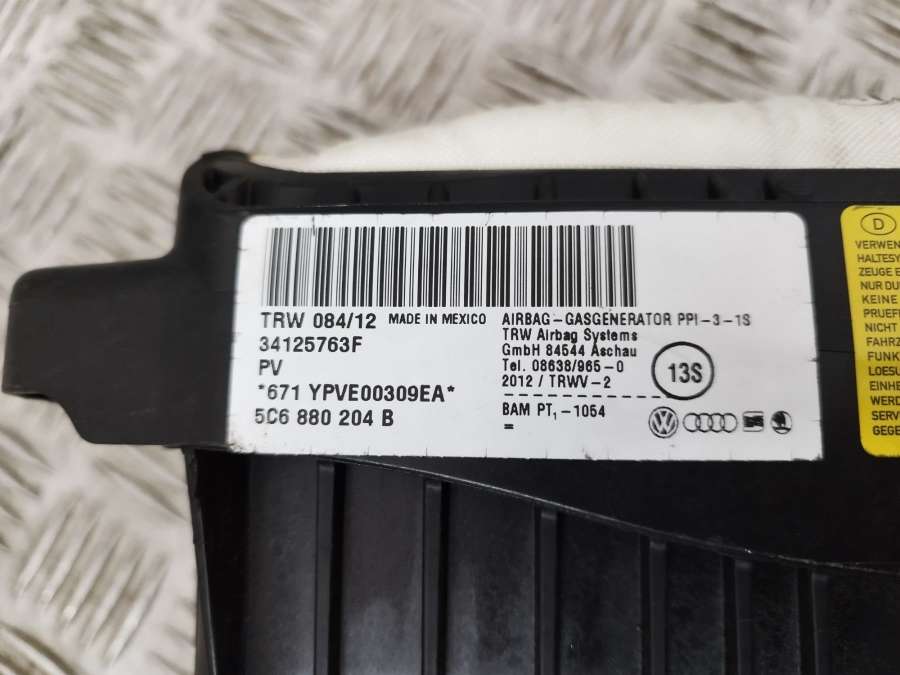 TRW 084/12 MADE IN MEXICO
34125763F
PV
*671 YPVE00309EA*
5C6 880 204 B
AIRBAG-GASGENERATOR PPI-3-1S
TRW Airbag Systems
GmbH 84544 Aschau
Tel. 08638/965-0
2012 / TRWV-2
13S
BAM PT₁-1054
=
D
VERWEN
HALTESY
ZEUGE E
NUR DU
KEINE
PRUEF
NICHT
FAHRZ
FUNK
LOESU
EINHE
WERD
SERV
GEGE